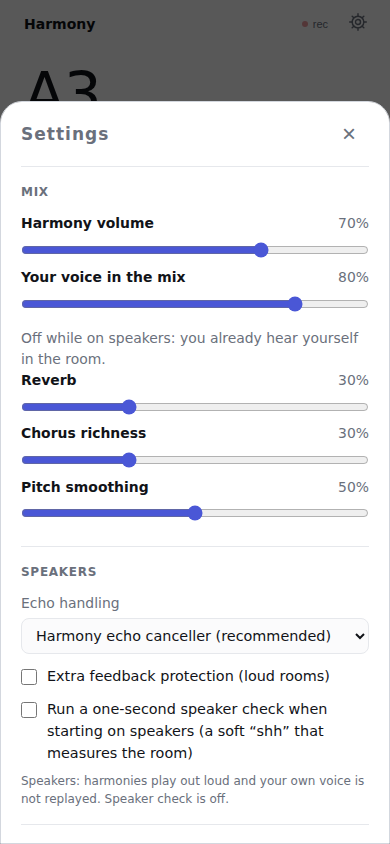 Harmony
rec
A3
Settings
MIX
Harmony volume 70%
Your voice in the mix 80%
Off while on speakers: you already hear yourself
in the room.
Reverb 30%
Chorus richness 30%
Pitch smoothing 50%
SPEAKERS
Echo handling
Harmony echo canceller (recommended)
Extra feedback protection (loud rooms)
Run a one-second speaker check when
starting on speakers (a soft “shh” that
measures the room)
Speakers: harmonies play out loud and your own voice is
not replayed. Speaker check is off.